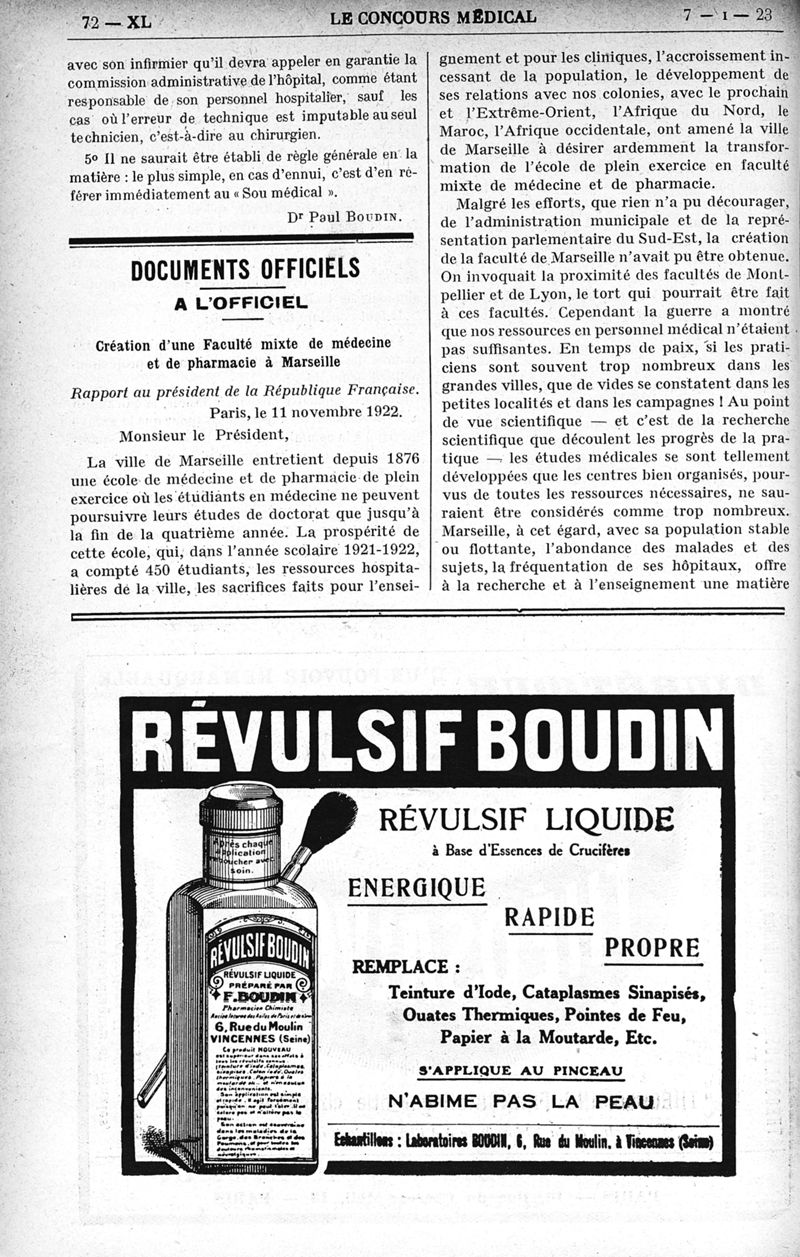 72 — XL
LE CONCOURS MÉDICAL
7 — I — 23
avec son infirmier qu'il devra appeler en garantie la
commission administrative de l'hôpital, comme étant
responsable de son personnel hospitalier, sauf les
cas où l'erreur de technique est imputable au seul
technicien, c'est-à-dire au chirurgien.
5º Il ne saurait être établi de règle générale en la
matière : le plus simple, en cas d'ennui, c'est d'en ré-
férer immédiatement au « Sou médical ».
Dr Paul BOUDIN.
DOCUMENTS OFFICIELS
A L'OFFICIEL
Création d'une Faculté mixte de médecine
et de pharmacie à Marseille
Rapport au président de la République Française.
Paris, le 11 novembre 1922.
Monsieur le Président,
La ville de Marseille entretient depuis 1876
une école de médecine et de pharmacie de plein
exercice où les étudiants en médecine ne peuvent
poursuivre leurs études de doctorat que jusqu'à
la fin de la quatrième année. La prospérité de
cette école, qui, dans l'année scolaire 1921-1922,
a compté 450 étudiants, les ressources hospita-
lières de la ville, les sacrifices faits pour l'ensei-
gnement et pour les cliniques, l'accroissement in-
cessant de la population, le développement de
ses relations avec nos colonies, avec le prochain
et l'Extrême-Orient, l'Afrique du Nord, le
Maroc, l'Afrique occidentale, ont amené la ville
de Marseille à désirer ardemment la transfor-
mation de l'école de plein exercice en faculté
mixte de médecine et de pharmacie.
Malgré les efforts, que rien n'a pu décourager,
de l'administration municipale et de la repré-
sentation parlementaire du Sud-Est, la création
de la faculté de Marseille n'avait pu être obtenue.
On invoquait la proximité des facultés de Mont-
pellier et de Lyon, le tort qui pourrait être fait
à ces facultés. Cependant la guerre a montré
que nos ressources en personnel médical n'étaient
pas suffisantes. En temps de paix, si les prati-
ciens sont souvent trop nombreux dans les
grandes villes, que de vides se constatent dans les
petites localités et dans les campagnes ! Au point
de vue scientifique — et c'est de la recherche
scientifique que découlent les progrès de la pra-
tique — les études médicales se sont tellement
développées que les centres bien organisés, pour-
vus de toutes les ressources nécessaires, ne sau-
raient être considérés comme trop nombreux.
Marseille, à cet égard, avec sa population stable
ou flottante, l'abondance des malades et des
sujets, la fréquentation de ses hôpitaux, offre
à la recherche et à l'enseignement une matière
RÉVULSIF BOUDIN
Après chaque
application
reboucher avec
soin.
RÉVULSIF BOUDIN
RÉVULSIF LIQUIDE
PRÉPARÉ PAR
F. BOUDIN
Pharmacien Chimiste
6, Rue du Moulin
VINCENNES (Seine)
Ce produit NOUVEAU
RÉVULSIF LIQUIDE
à Base d'Essences de Crucifères
ENERGIQUE
RAPIDE
PROPRE
REMPLACE :
Teinture d'Iode, Cataplasmes Sinapisés,
Ouates Thermiques, Pointes de Feu,
Papier à la Moutarde, Etc.
S'APPLIQUE AU PINCEAU
N'ABIME PAS LA PEAU
Echantillons : Laboratoires BOUDIN, 6, Rue du Moulin, à Vincennes (Seine)